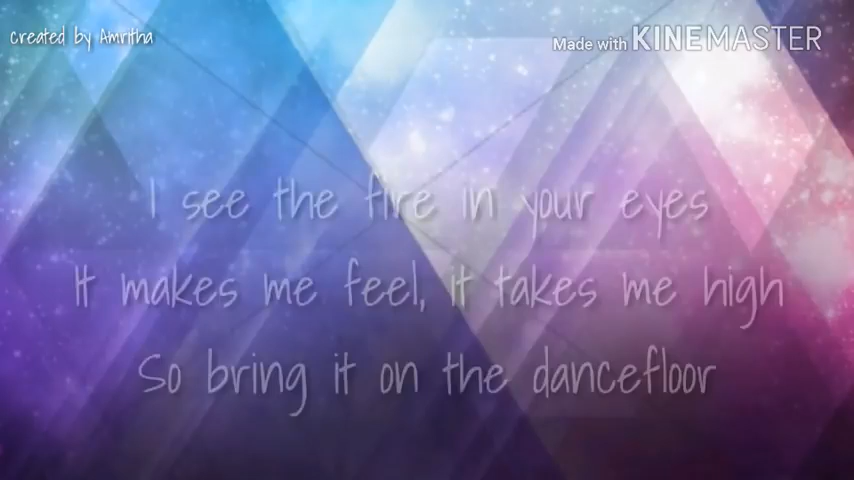 created by Amritha
Made with KINEMASTER
I see the fire in your eyes
It makes me feel, it takes me high
So bring it on the dancefloor